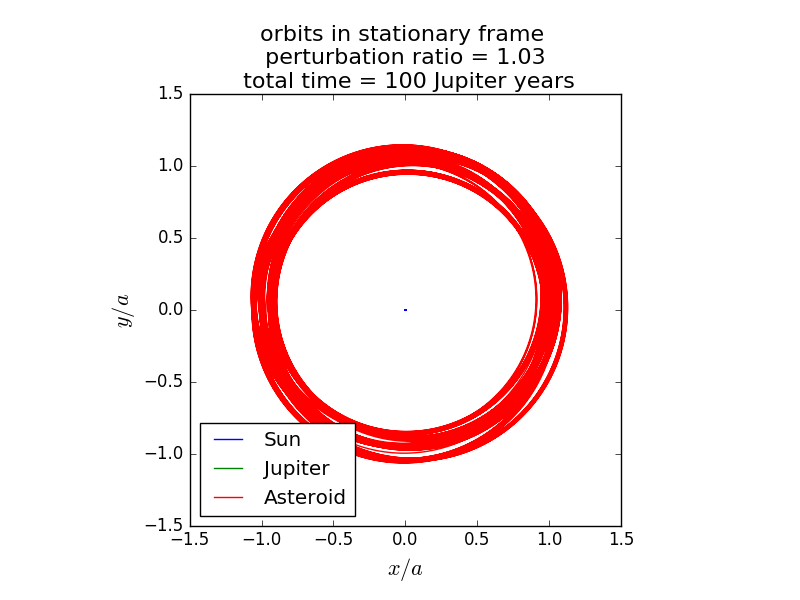 orbits in stationary frame
perturbation ratio = 1.03
total time = 100 Jupiter years
1.5
1.0
0.5
0.0
−0.5
−1.0
−1.5
y/a
Sun
Jupiter
Asteroid
−1.5 −1.0 −0.5 0.0 0.5 1.0 1.5
x/a